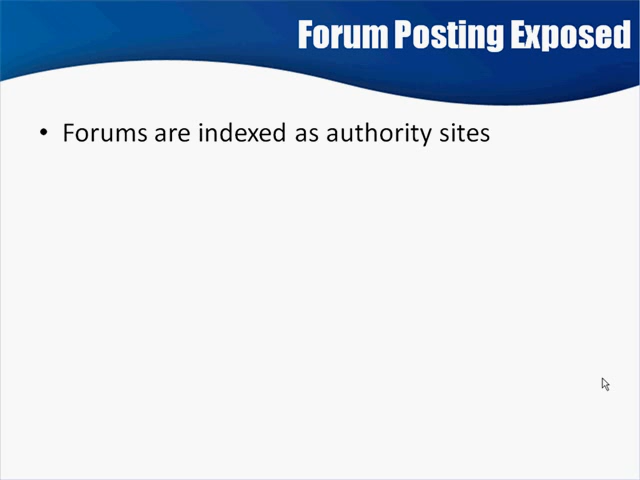 Forum Posting Exposed
• Forums are indexed as authority sites